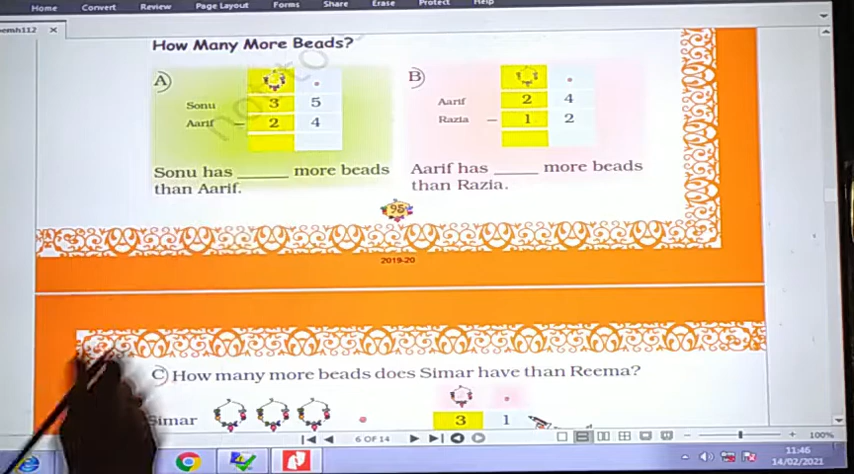 Home Convert Review Page Layout Forms Share Erase Protect Help
emh112 ×
How Many More Beads?
A
Sonu 3 5
Aarif − 2 4
Sonu has ______ more beads
than Aarif.
B
Aarif 2 4
Razia − 1 2
Aarif has _____ more beads
than Razia.
95
2019-20
C How many more beads does Simar have than Reema?
Simar 3 1
6 OF 14
100%
11:46
14/02/2021